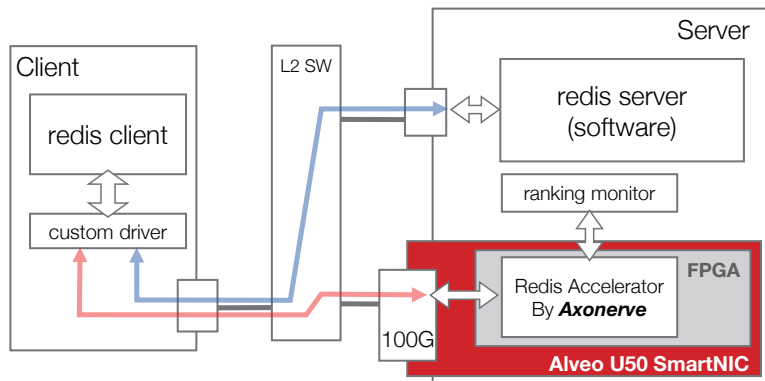 Server
Client
L2 SW
redis client
custom driver
redis server
(software)
ranking monitor
FPGA
Redis Accelerator
By Axonerve
100G
Alveo U50 SmartNIC